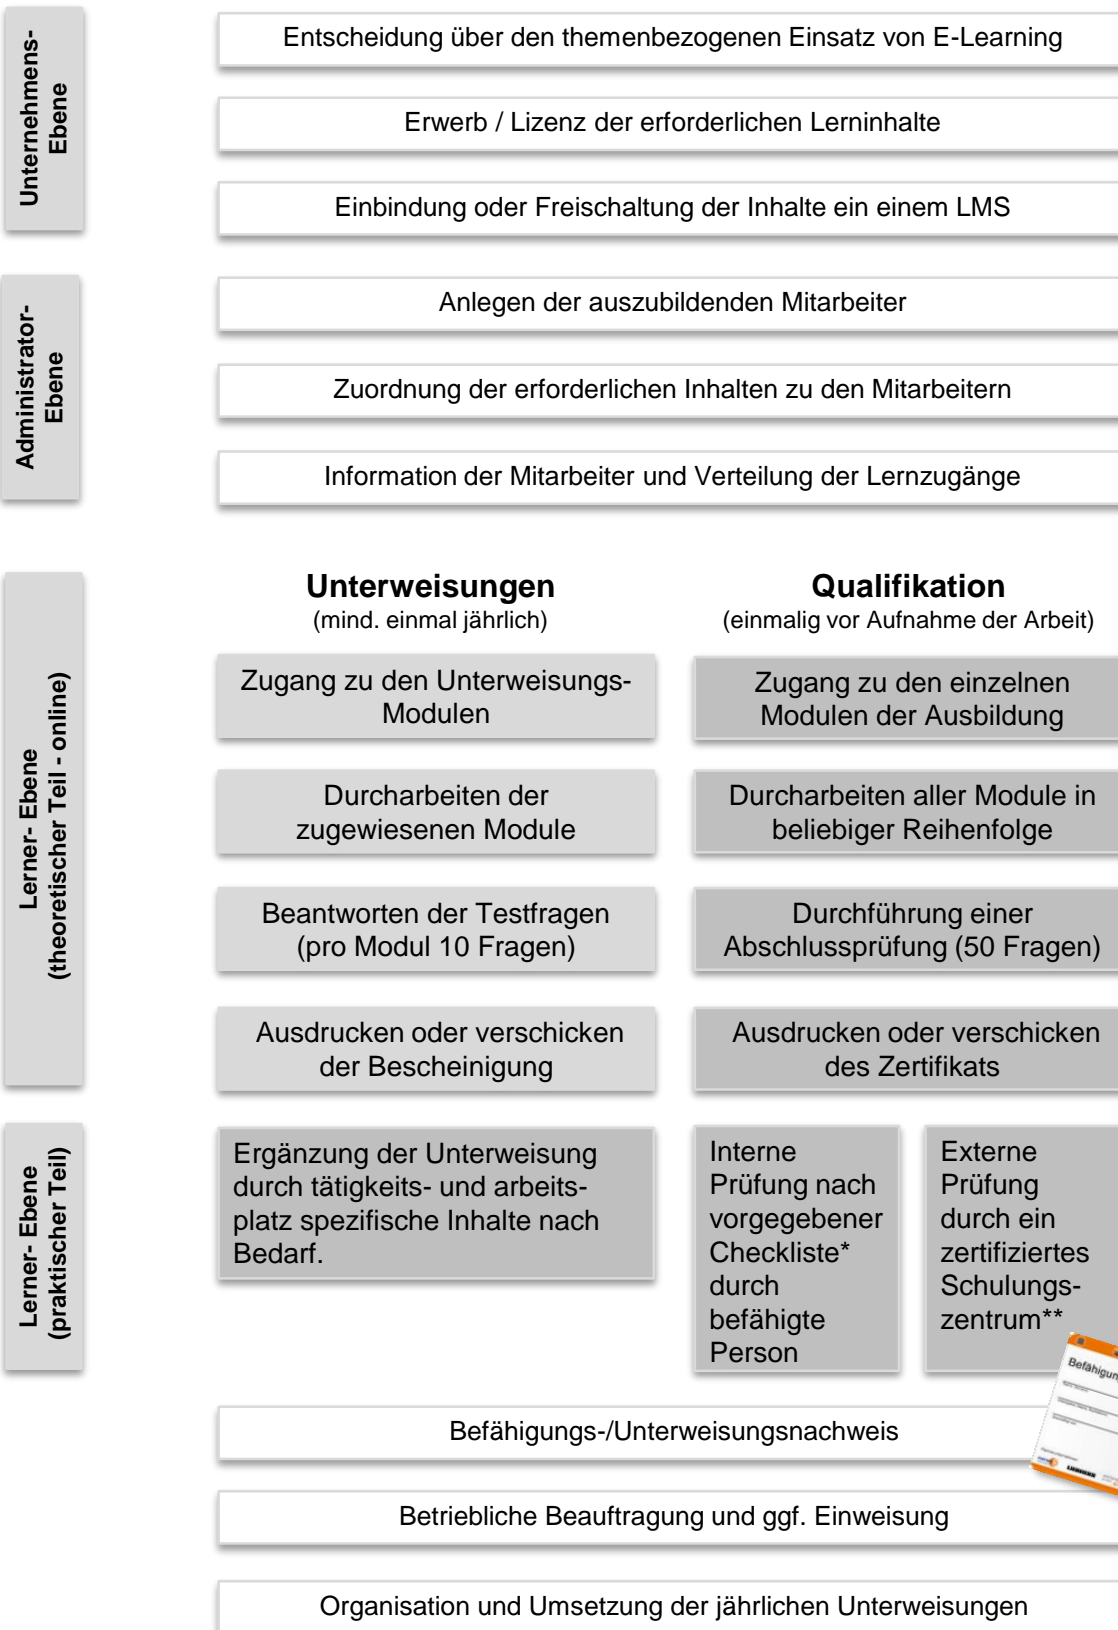 Unternehmens-
Ebene
Entscheidung über den themenbezogenen Einsatz von E-Learning
Erwerb / Lizenz der erforderlichen Lerninhalte
Einbindung oder Freischaltung der Inhalte ein einem LMS
Administrator-
Ebene
Anlegen der auszubildenden Mitarbeiter
Zuordnung der erforderlichen Inhalten zu den Mitarbeitern
Information der Mitarbeiter und Verteilung der Lernzugänge
Lerner- Ebene
(theoretischer Teil - online)
Unterweisungen
(mind. einmal jährlich)
Zugang zu den Unterweisungs-
Modulen
Durcharbeiten der
zugewiesenen Module
Beantworten der Testfragen
(pro Modul 10 Fragen)
Ausdrucken oder verschicken
der Bescheinigung
Qualifikation
(einmalig vor Aufnahme der Arbeit)
Zugang zu den einzelnen
Modulen der Ausbildung
Durcharbeiten aller Module in
beliebiger Reihenfolge
Durchführung einer
Abschlussprüfung (50 Fragen)
Ausdrucken oder verschicken
des Zertifikats
Lerner- Ebene
(praktischer Teil)
Ergänzung der Unterweisung
durch tätigkeits- und arbeits-
platz spezifische Inhalte nach
Bedarf.
Interne
Prüfung nach
vorgegebener
Checkliste*
durch
befähigte
Person
Externe
Prüfung
durch ein
zertifiziertes
Schulungs-
zentrum**
Befähigun
Befähigungs-/Unterweisungsnachweis
Betriebliche Beauftragung und ggf. Einweisung
Organisation und Umsetzung der jährlichen Unterweisungen